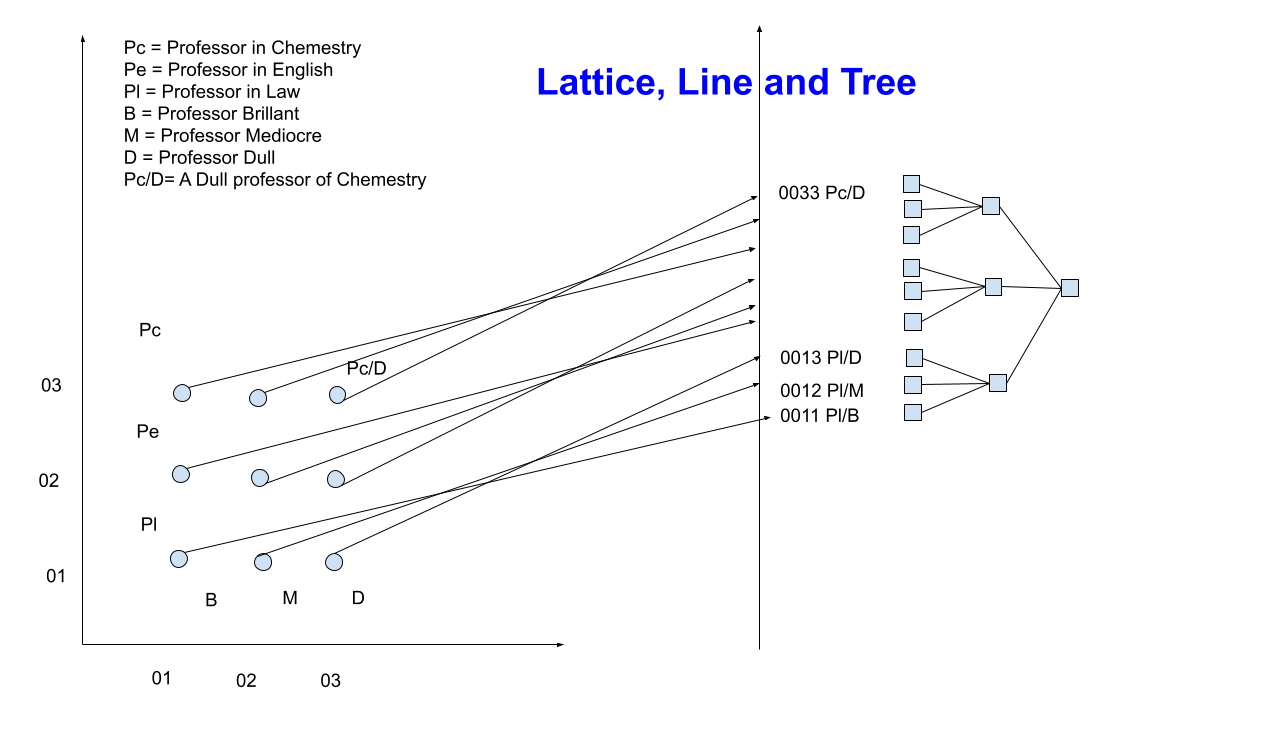 Pc = Professor in Chemestry
Pe = Professor in English
Pl = Professor in Law
B = Professor Brillant
M = Professor Mediocre
D = Professor Dull
Pc/D= A Dull professor of Chemestry
Lattice, Line and Tree
0033 Pc/D
Pc
Pc/D
03
0013 Pl/D
0012 Pl/M
0011 Pl/B
Pe
02
Pl
01
B M D
01 02 03